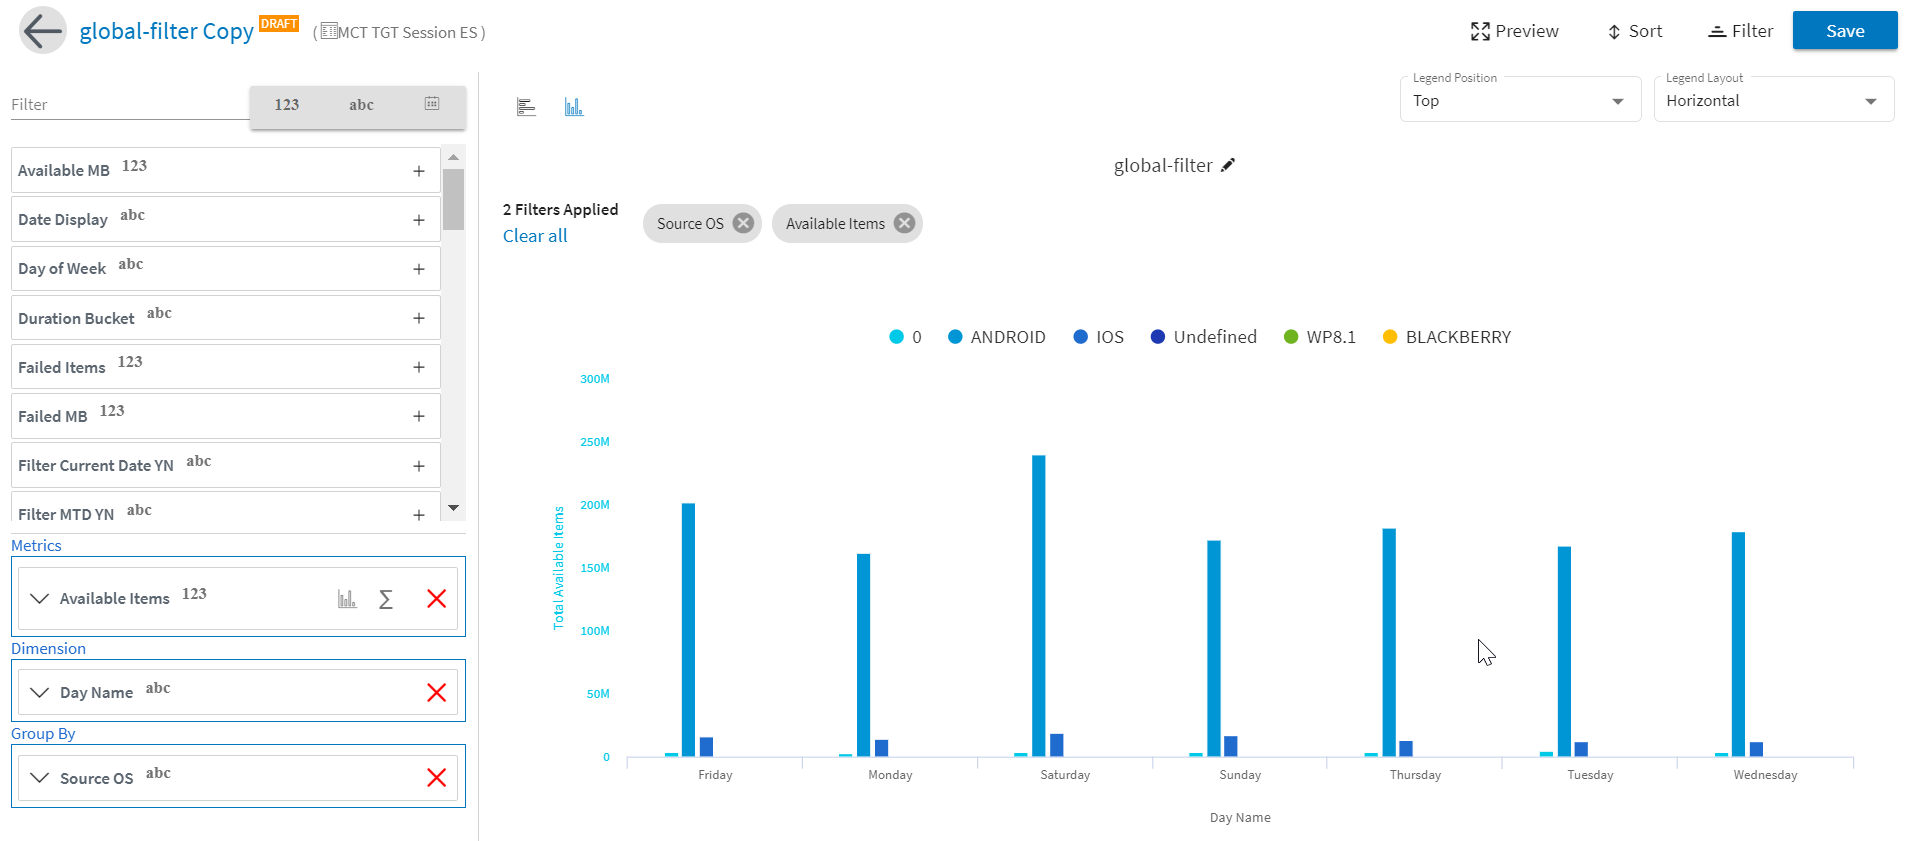 global-filter Copy DRAFT ( MCT TGT Session ES )
Preview Sort Filter Save
Filter 123 abc
Legend Position Legend Layout
Top Horizontal
Available MB 123 +
Date Display abc +
Day of Week abc +
Duration Bucket abc +
Failed Items 123 +
Failed MB 123 +
Filter Current Date YN abc +
Filter MTD YN abc +
Metrics
Available Items 123 Σ
Dimension
Day Name abc
Group By
Source OS abc
global-filter
2 Filters Applied
Clear all
Source OS Available Items
0 ANDROID IOS Undefined WP8.1 BLACKBERRY
300M
250M
200M
150M
100M
50M
0
Total Available Items
Friday Monday Saturday Sunday Thursday Tuesday Wednesday
Day Name